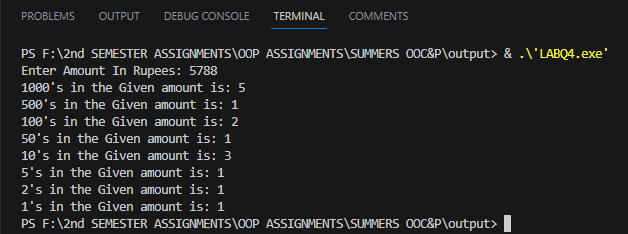 PROBLEMS OUTPUT DEBUG CONSOLE TERMINAL COMMENTS
PS F:\2nd SEMESTER ASSIGNMENTS\OOP ASSIGNMENTS\SUMMERS OOC&P\output> & .\'LABQ4.exe'
Enter Amount In Rupees: 5788
1000's in the Given amount is: 5
500's in the Given amount is: 1
100's in the Given amount is: 2
50's in the Given amount is: 1
10's in the Given amount is: 3
5's in the Given amount is: 1
2's in the Given amount is: 1
1's in the Given amount is: 1
PS F:\2nd SEMESTER ASSIGNMENTS\OOP ASSIGNMENTS\SUMMERS OOC&P\output>